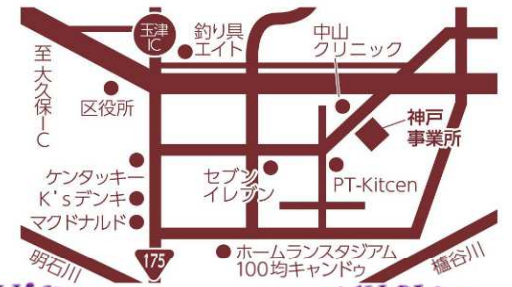 玉津
IC
釣り具
エイト
中山
クリニック
至大久保IC
区役所
神戸
事業所
ケンタッキー
K'sデンキ
マクドナルド
セブン
イレブン
PT-Kitcen
175
明石川
ホームランスタジアム
100均キャンドゥ
櫨谷川